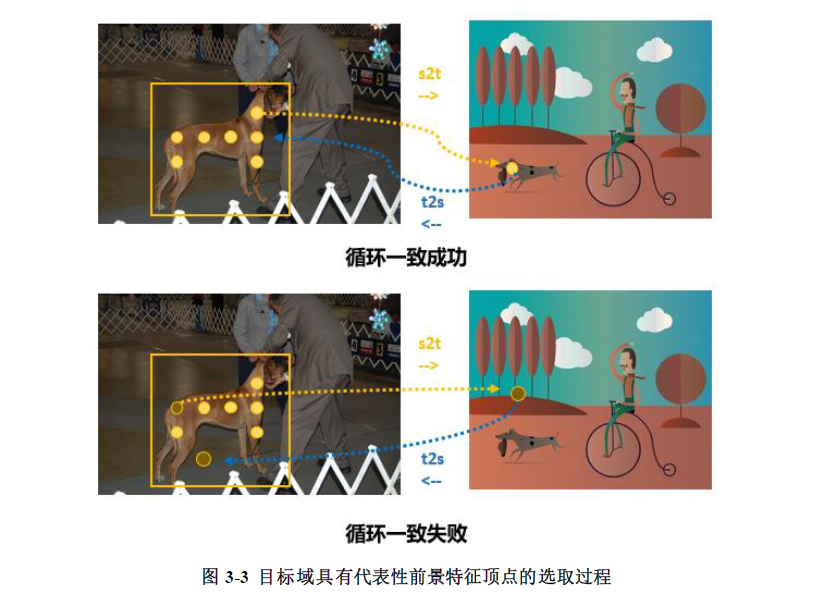 s2t
-->
t2s
<--
循环一致成功
s2t
-->
t2s
<--
循环一致失败
图 3-3 目标域具有代表性前景特征顶点的选取过程